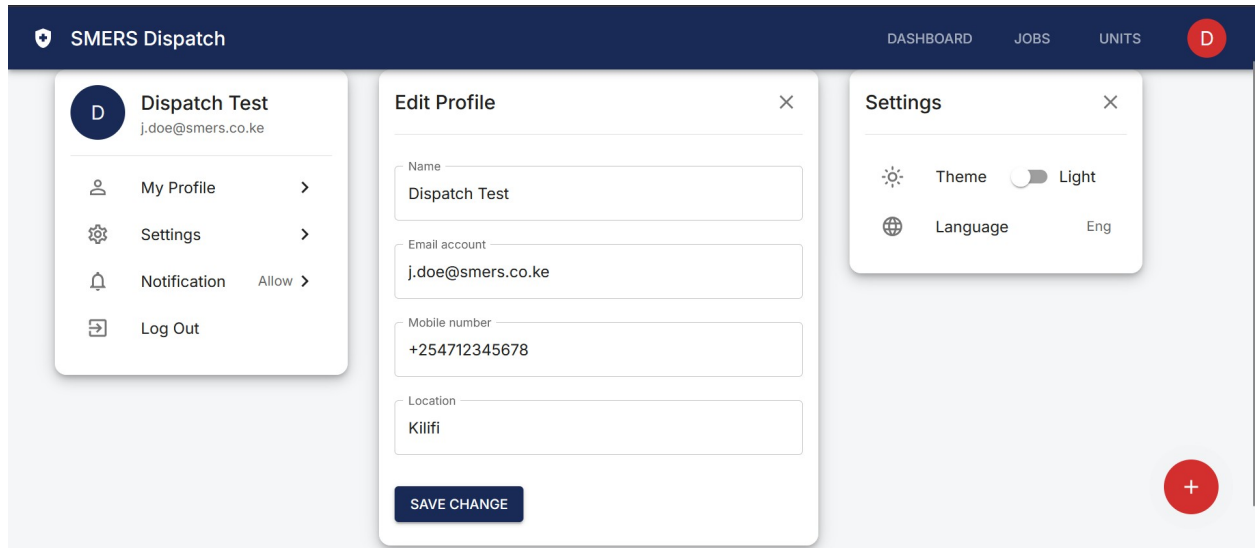 SMERS Dispatch
DASHBOARD JOBS UNITS D
D
Dispatch Test
j.doe@smers.co.ke
My Profile
Settings
Notification Allow
Log Out
Edit Profile
Name
Dispatch Test
Email account
j.doe@smers.co.ke
Mobile number
+254712345678
Location
Kilifi
SAVE CHANGE
Settings
Theme Light
Language Eng
+